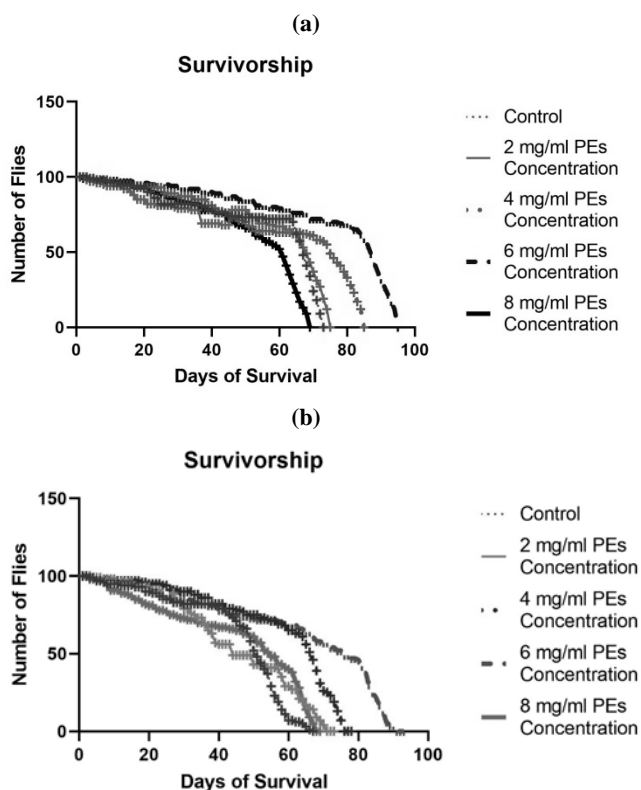 (a)
Survivorship
150
100
50
0
Number of Flies
0 20 40 60 80 100
Days of Survival
Control
2 mg/ml PEs
Concentration
4 mg/ml PEs
Concentration
6 mg/ml PEs
Concentration
8 mg/ml PEs
Concentration
(b)
Survivorship
150
100
50
0
Number of Flies
0 20 40 60 80 100
Days of Survival
Control
2 mg/ml PEs
Concentration
4 mg/ml PEs
Concentration
6 mg/ml PEs
Concentration
8 mg/ml PEs
Concentration